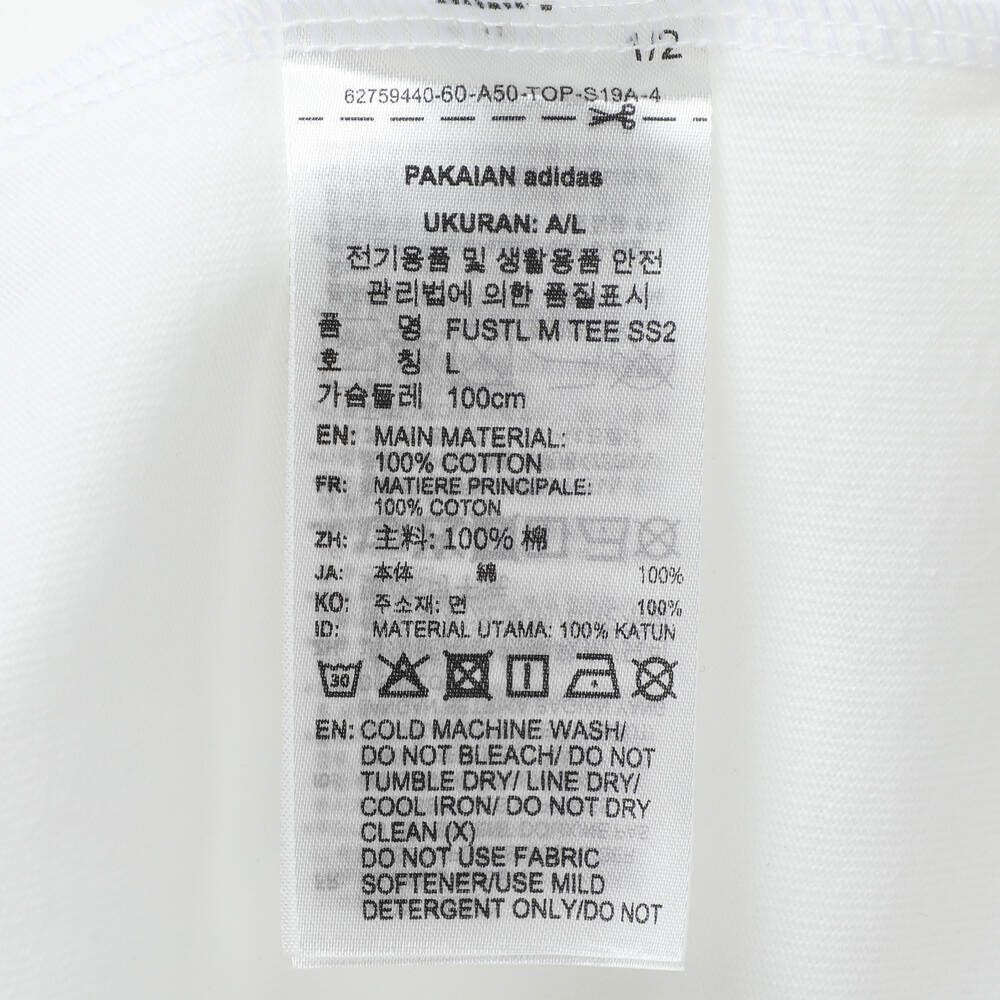 1/2
62759440-60-A50-TOP-S19A-4
PAKAIAN adidas
UKURAN: A/L
전기용품 및 생활용품 안전
관리법에 의한 품질표시
품 명 FUSTL M TEE SS2
호 칭 L
가슴둘레 100cm
EN: MAIN MATERIAL:
100% COTTON
FR: MATIERE PRINCIPALE:
100% COTON
ZH: 主料: 100% 棉
JA: 本体 綿 100%
KO: 주소재: 면 100%
ID: MATERIAL UTAMA: 100% KATUN
30
EN: COLD MACHINE WASH/
DO NOT BLEACH/ DO NOT
TUMBLE DRY/ LINE DRY/
COOL IRON/ DO NOT DRY
CLEAN (X)
DO NOT USE FABRIC
SOFTENER/USE MILD
DETERGENT ONLY/DO NOT